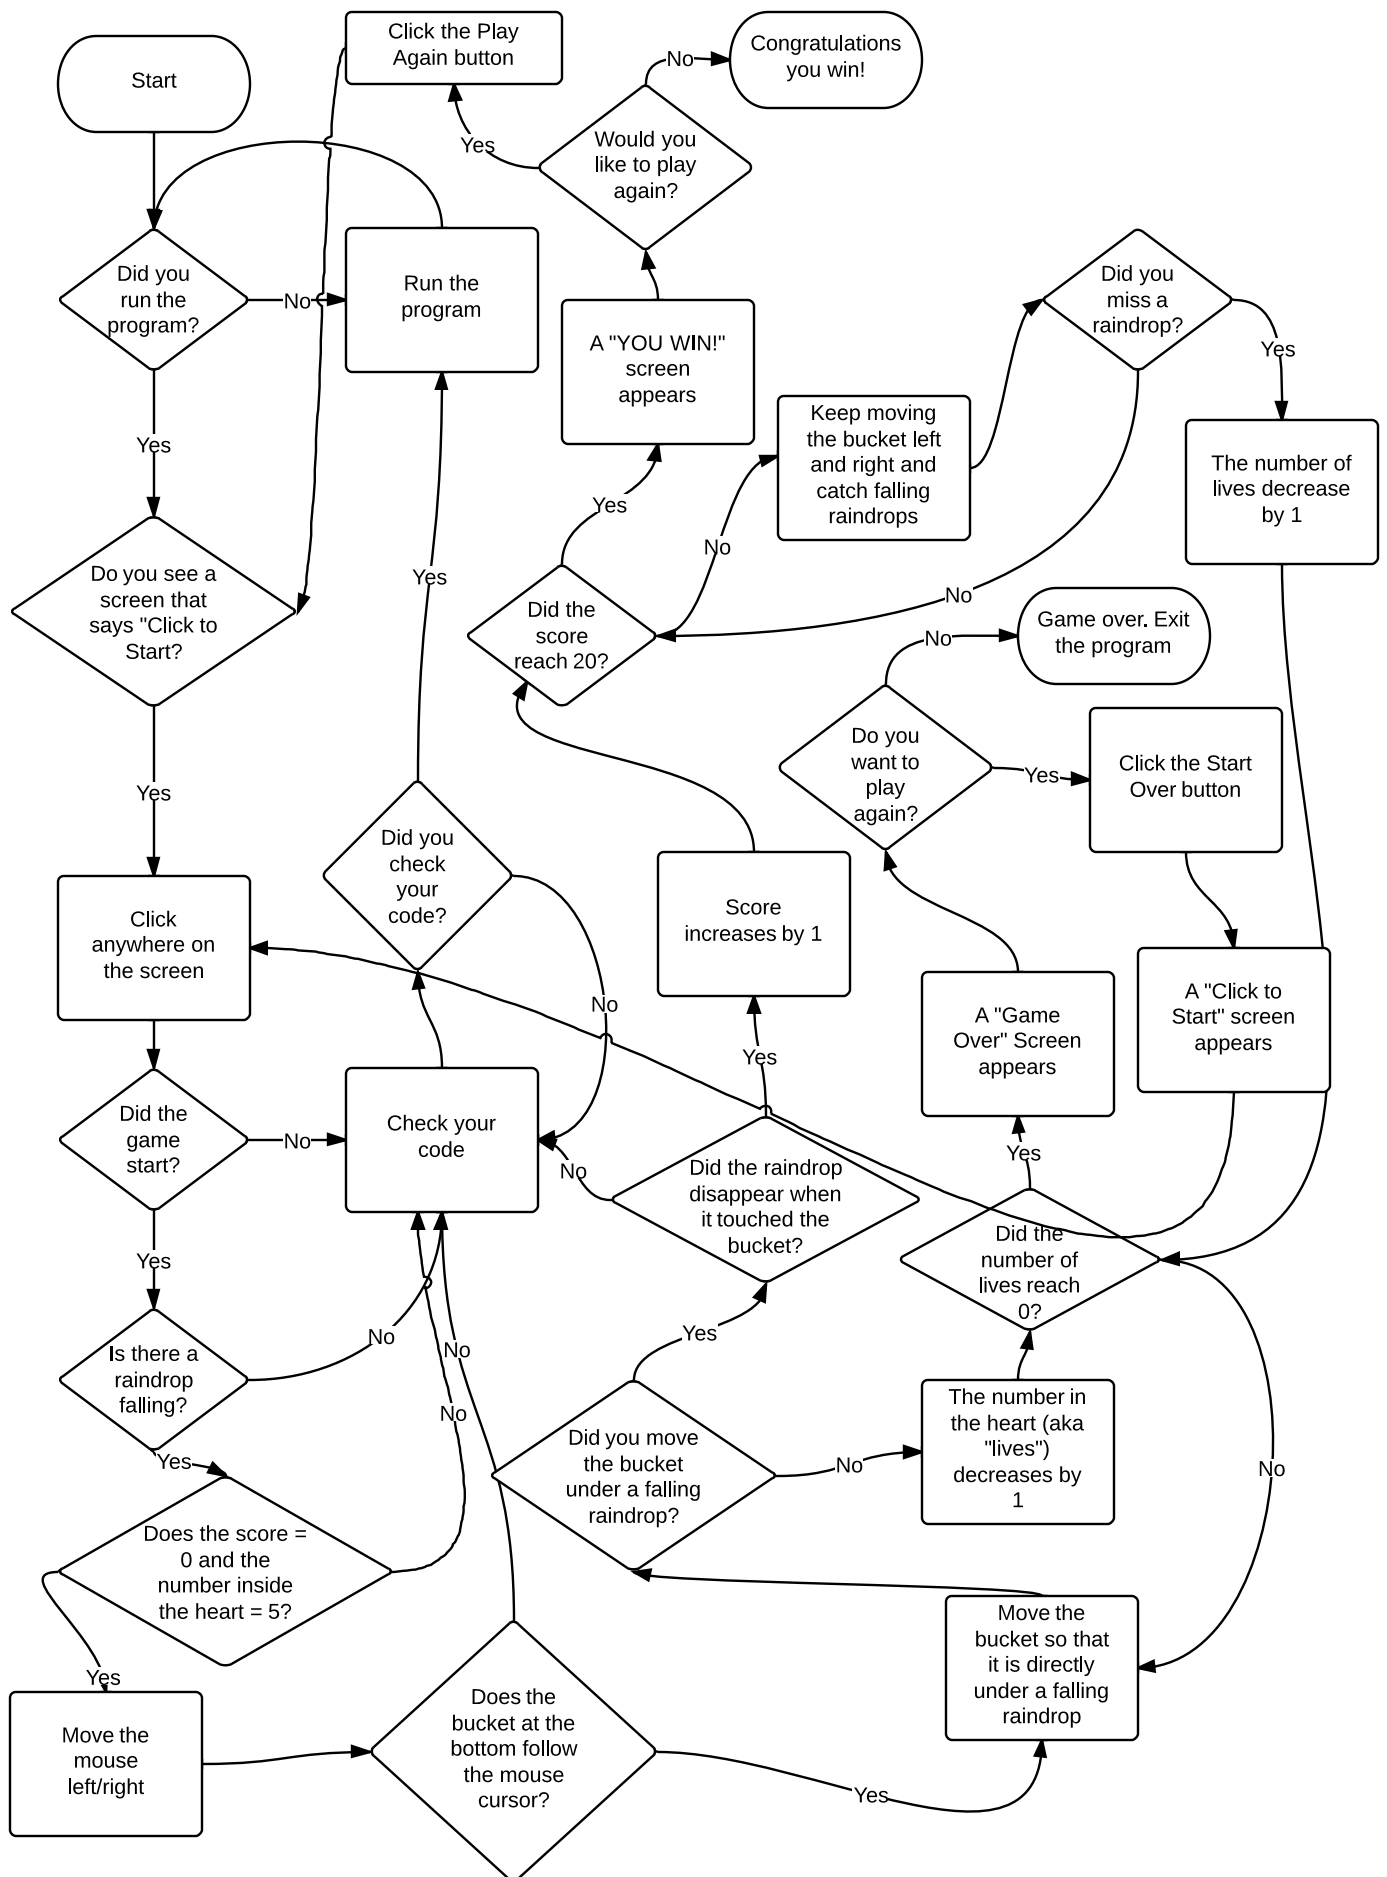 Start
Click the Play
Again button
Congratulations
you win!
No
Yes
Would you
like to play
again?
Did you
run the
program?
No
Run the
program
Yes
A "YOU WIN!"
screen
appears
Did you
miss a
raindrop?
Yes
Keep moving
the bucket left
and right and
catch falling
raindrops
The number of
lives decrease
by 1
Yes
No
No
Do you see a
screen that
says "Click to
Start?
Yes
Did the
score
reach 20?
No
Game over. Exit
the program
Yes
Do you
want to
play
again?
Yes
Click the Start
Over button
Did you
check
your
code?
No
Click
anywhere on
the screen
Score
increases by 1
A "Game
Over" Screen
appears
A "Click to
Start" screen
appears
Yes
Did the
game
start?
No
Check your
code
No
Did the raindrop
disappear when
it touched the
bucket?
Yes
Did the
number of
lives reach
0?
Yes
Is there a
raindrop
falling?
No
No
No
Yes
Yes
Did you move
the bucket
under a falling
raindrop?
No
The number in
the heart (aka
"lives")
decreases by
1
No
Does the score =
0 and the
number inside
the heart = 5?
Yes
Move the
mouse
left/right
Does the
bucket at the
bottom follow
the mouse
cursor?
Yes
Move the
bucket so that
it is directly
under a falling
raindrop